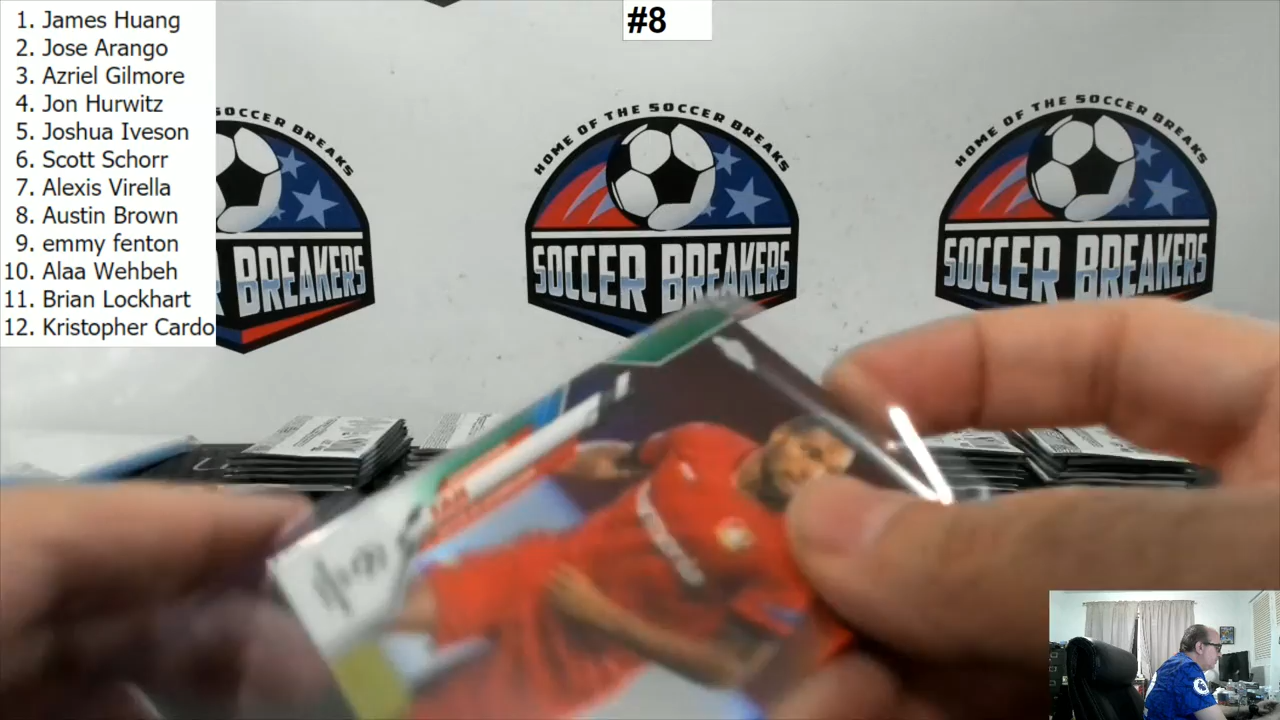 1. James Huang
2. Jose Arango
3. Azriel Gilmore
4. Jon Hurwitz
5. Joshua Iveson
6. Scott Schorr
7. Alexis Virella
8. Austin Brown
9. emmy fenton
10. Alaa Wehbeh
11. Brian Lockhart
12. Kristopher Cardo
#8
SOCCER BREAKS
BREAKERS
HOME OF THE SOCCER BREAKS
SOCCER BREAKERS
HOME OF THE SOCCER BREAKS
SOCCER BREAKERS